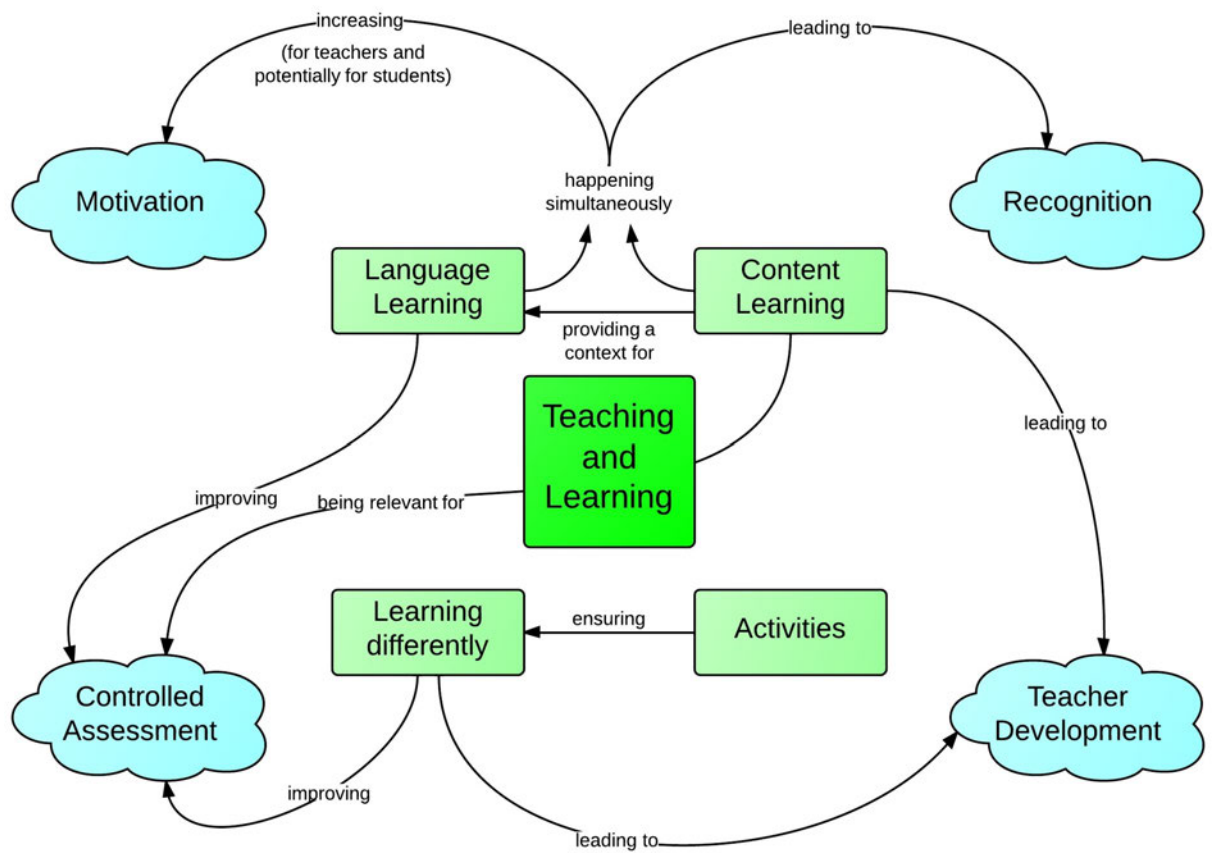 increasing
leading to
(for teachers and
potentially for students)
happening
simultaneously
Motivation
Recognition
Language
Learning
Content
Learning
providing a
context for
Teaching
and
Learning
leading to
improving
being relevant for
Learning
differently
ensuring
Activities
Controlled
Assessment
Teacher
Development
improving
leading to